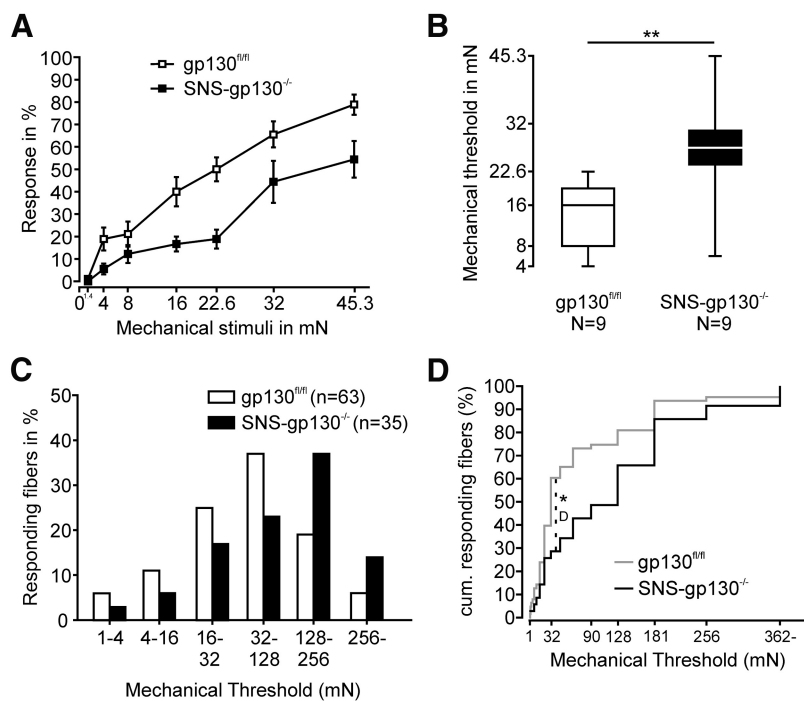 A
gp130fl/fl
SNS-gp130-/-
100
90
80
70
60
50
40
30
20
10
0
Response in %
0 1.4 4 8 16 22.6 32 45.3
Mechanical stimuli in mN
B
**
45.3
32
22.6
16
8
4
Mechanical threshold in mN
gp130fl/fl SNS-gp130-/-
N=9 N=9
C
gp130fl/fl (n=63)
SNS-gp130-/- (n=35)
50
40
30
20
10
0
Responding fibers in %
1-4 4-16 16- 32- 128- 256-
32 128 256
Mechanical Threshold (mN)
D
100
90
80
70
60
50
40
30
20
10
0
cum. responding fibers (%)
*
D
gp130fl/fl
SNS-gp130-/-
1 32 90 128 181 256 362-
Mechanical Threshold (mN)